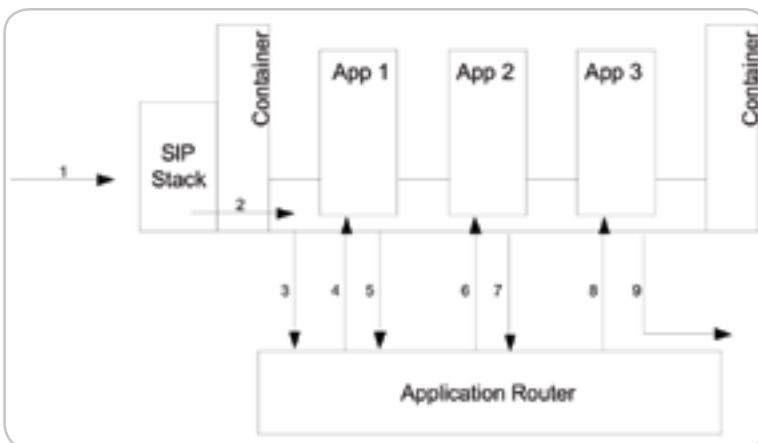 Container
App 1
App 2
App 3
Container
SIP
Stack
1
2
3
4
5
6
7
8
9
Application Router